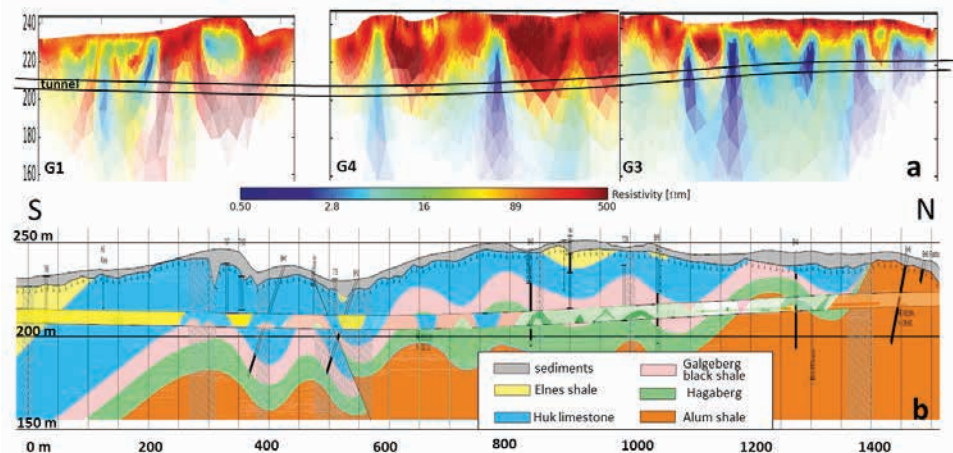 240
220
200
180
160
tunnel
G1
G4
G3
a
0.50
2.8
16
89
500
Resistivity [Ωm]
S
N
250 m
200 m
150 m
sediments
Elnes shale
Huk limestone
Galgeberg
black shale
Hagaberg
Alum shale
b
0 m
200
400
600
800
1000
1200
1400